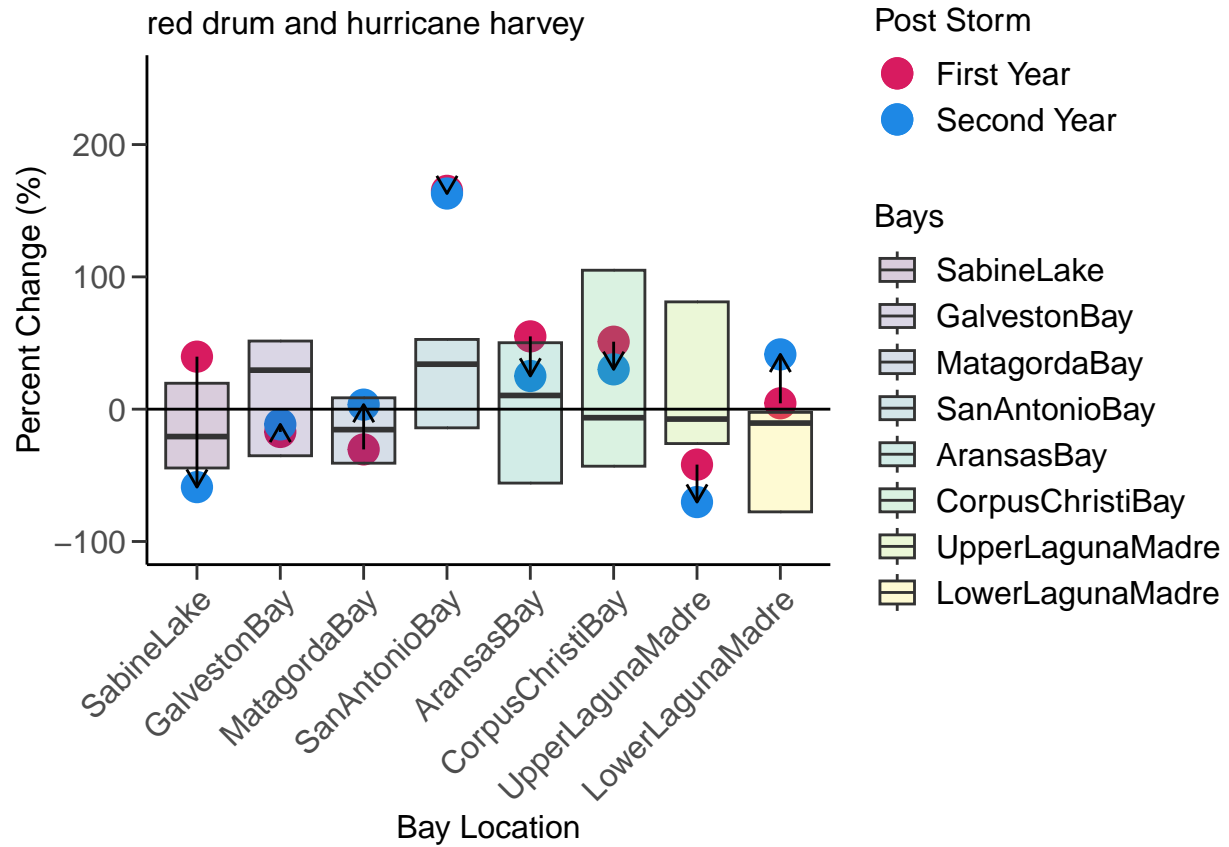 red drum and hurricane harvey
Percent Change (%)
200
100
0
−100
SabineLake
GalvestonBay
MatagordaBay
SanAntonioBay
AransasBay
CorpusChristiBay
UpperLagunaMadre
LowerLagunaMadre
Bay Location
Post Storm
First Year
Second Year
Bays
SabineLake
GalvestonBay
MatagordaBay
SanAntonioBay
AransasBay
CorpusChristiBay
UpperLagunaMadre
LowerLagunaMadre